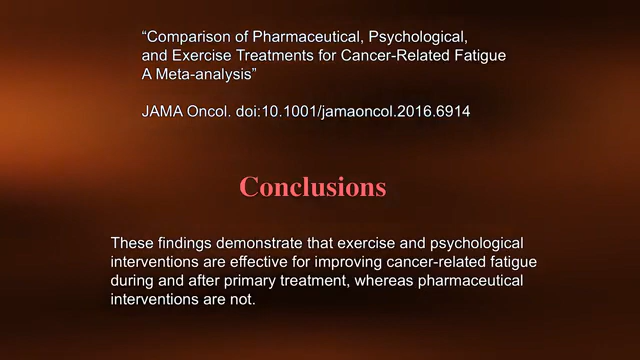 “Comparison of Pharmaceutical, Psychological,
and Exercise Treatments for Cancer-Related Fatigue
A Meta-analysis”
JAMA Oncol. doi:10.1001/jamaoncol.2016.6914
Conclusions
These findings demonstrate that exercise and psychological
interventions are effective for improving cancer-related fatigue
during and after primary treatment, whereas pharmaceutical
interventions are not.